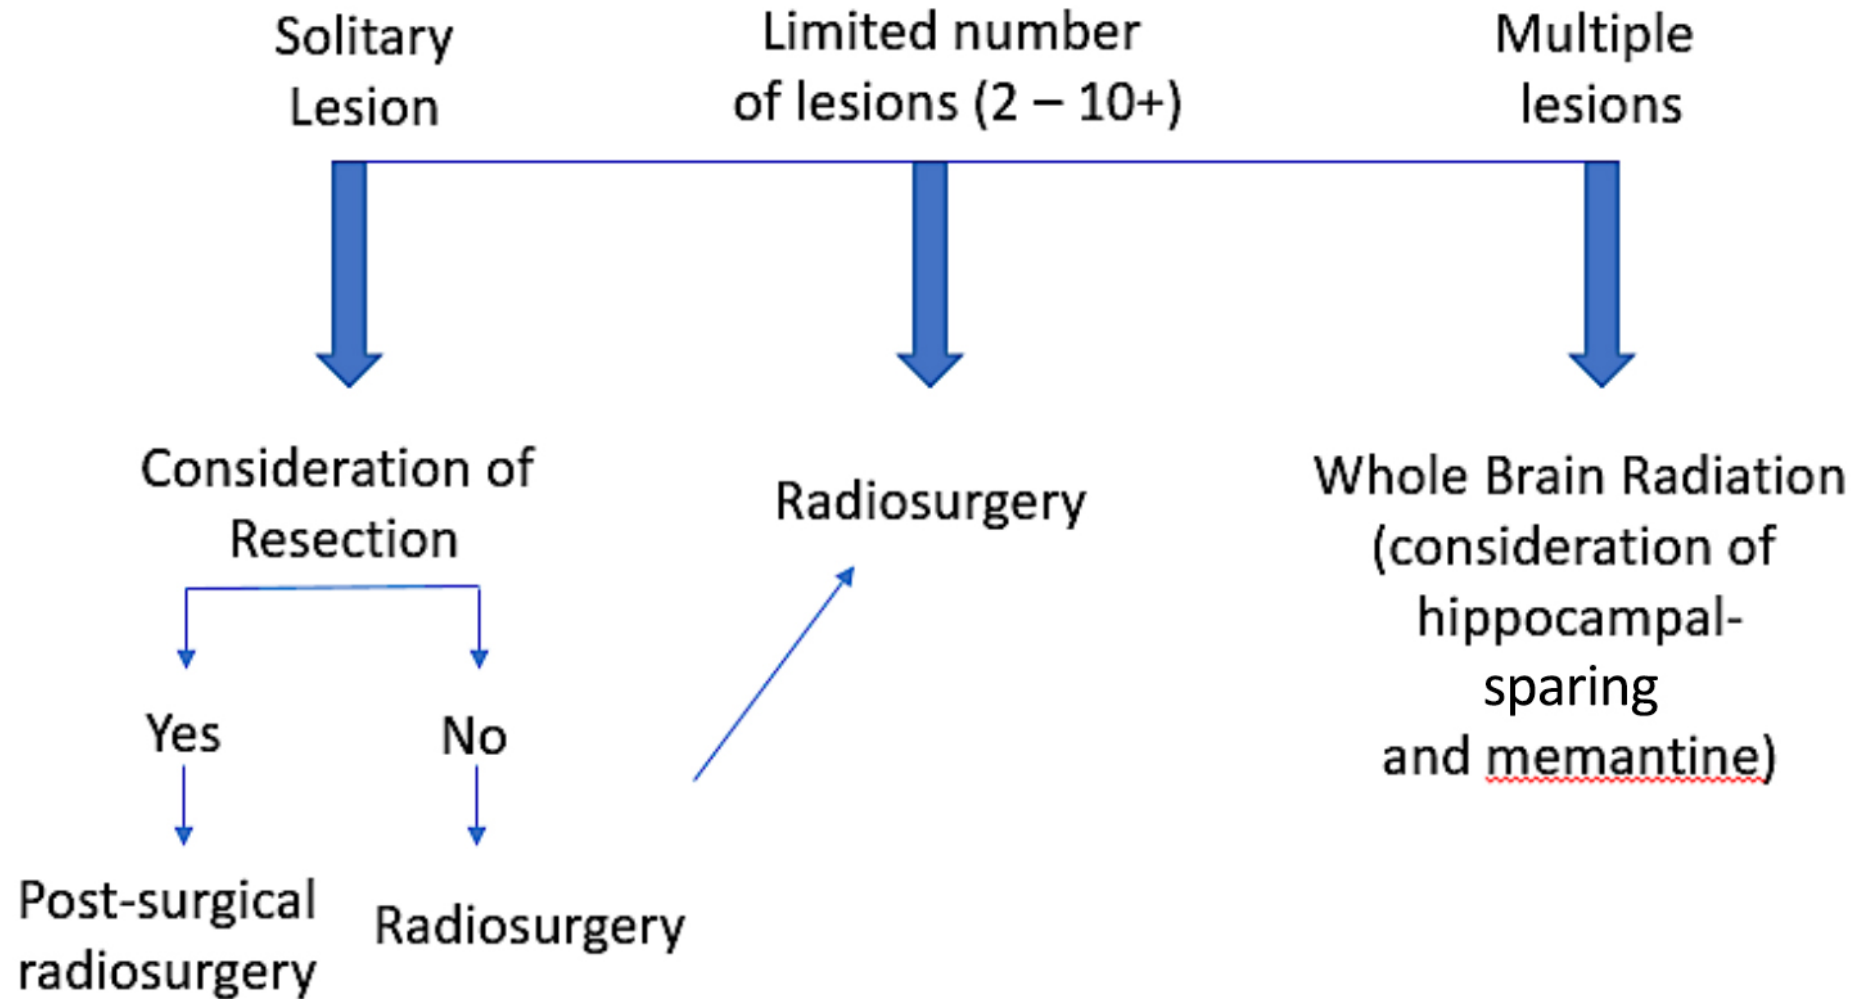 Solitary
Lesion
Limited number
of lesions (2 – 10+)
Multiple
lesions
Consideration of
Resection
Yes
No
Post-surgical
radiosurgery
Radiosurgery
Radiosurgery
Whole Brain Radiation
(consideration of
hippocampal-
sparing
and memantine)